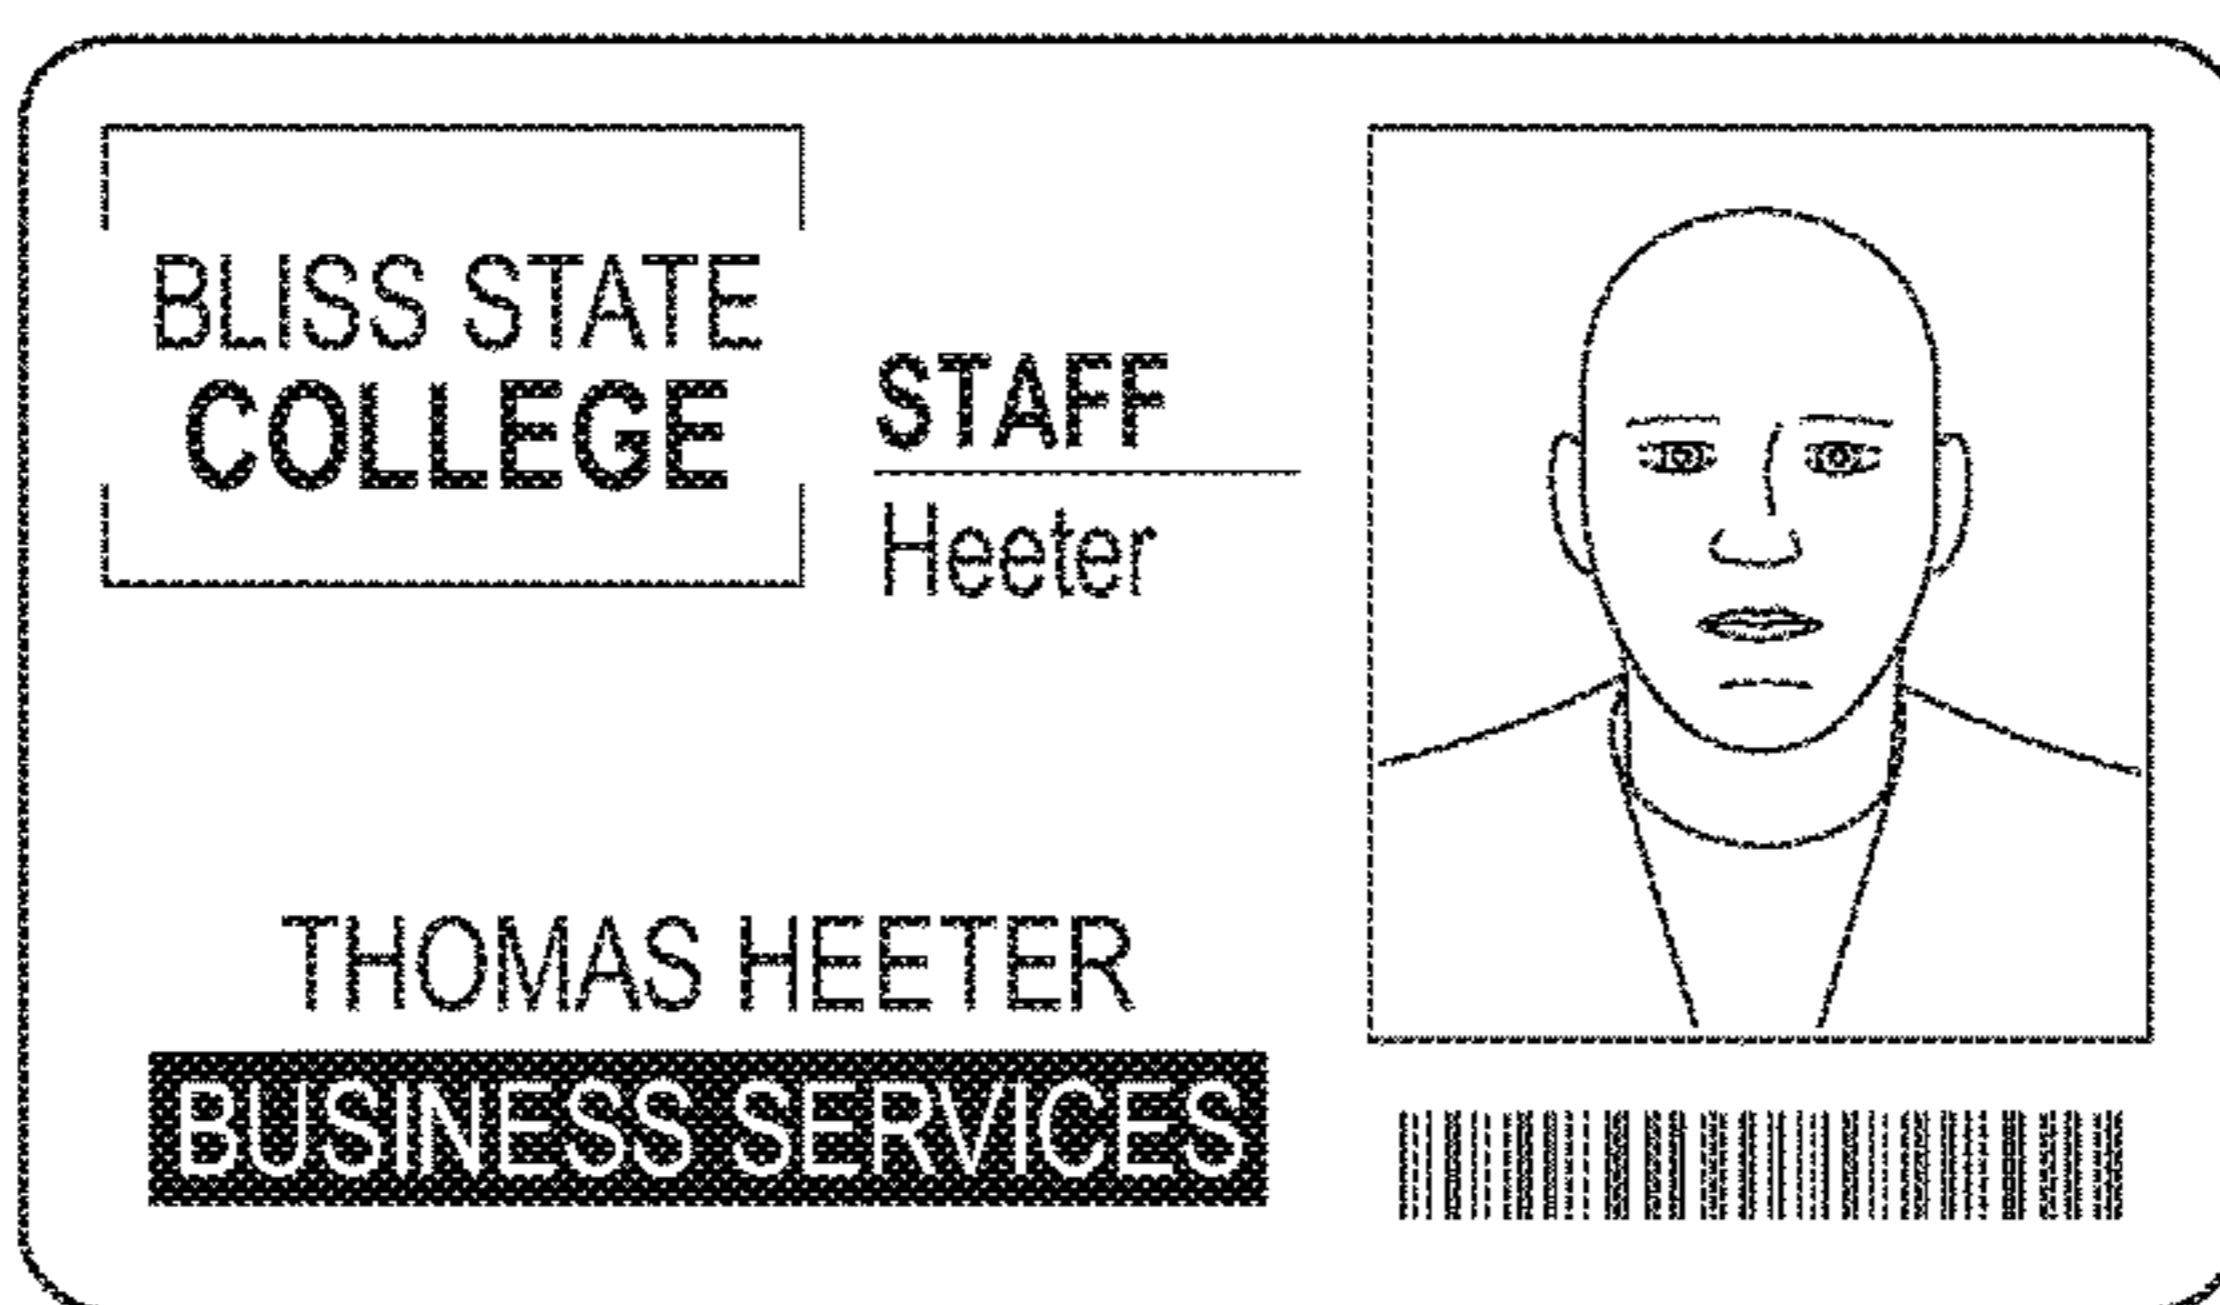 BLISS STATE
COLLEGE
STAFF
Heeter
THOMAS HEETER
BUSINESS SERVICES